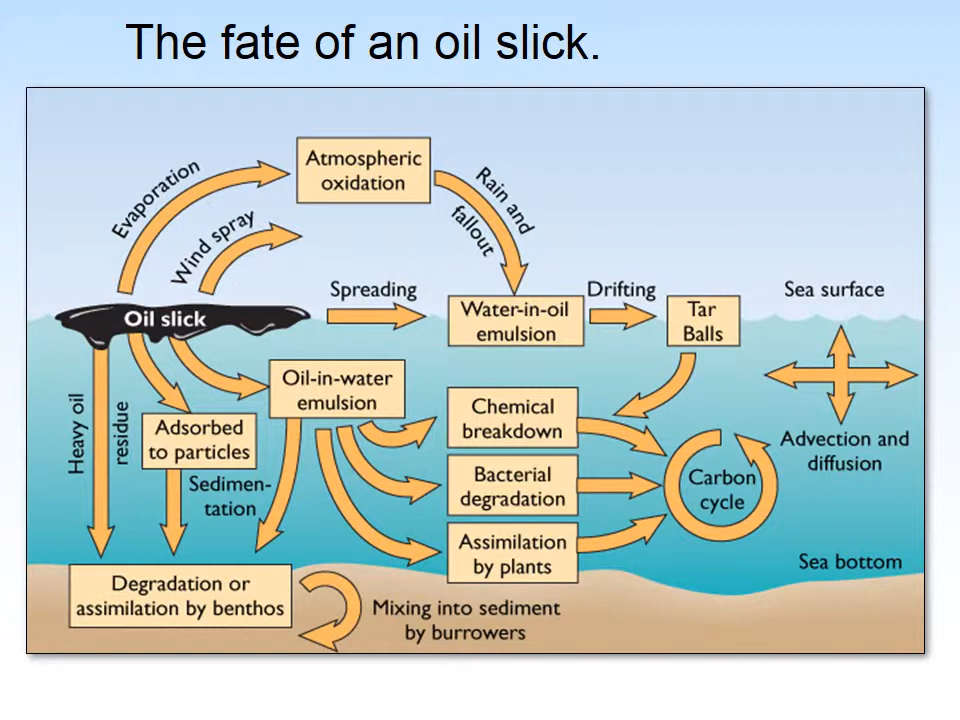 The fate of an oil slick.
Atmospheric
oxidation
Evaporation
Wind spray
Rain and
fallout
Spreading
Drifting
Sea surface
Oil slick
Water-in-oil
emulsion
Tar
Balls
Oil-in-water
emulsion
Heavy oil
residue
Adsorbed
to particles
Sedimen-
tation
Chemical
breakdown
Bacterial
degradation
Assimilation
by plants
Carbon
cycle
Advection and
diffusion
Sea bottom
Degradation or
assimilation by benthos
Mixing into sediment
by burrowers